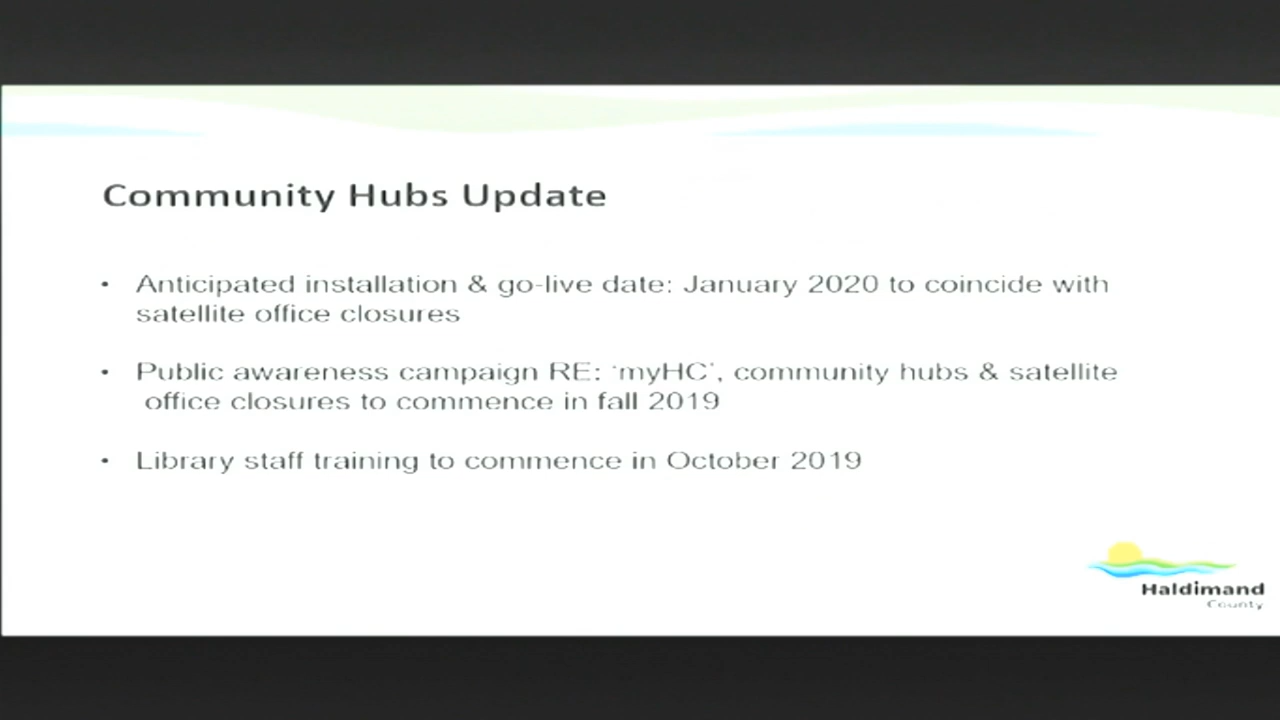 Community Hubs Update
• Anticipated installation & go-live date: January 2020 to coincide with
satellite office closures
• Public awareness campaign RE: ‘myHC’, community hubs & satellite
office closures to commence in fall 2019
• Library staff training to commence in October 2019
Haldimand
County